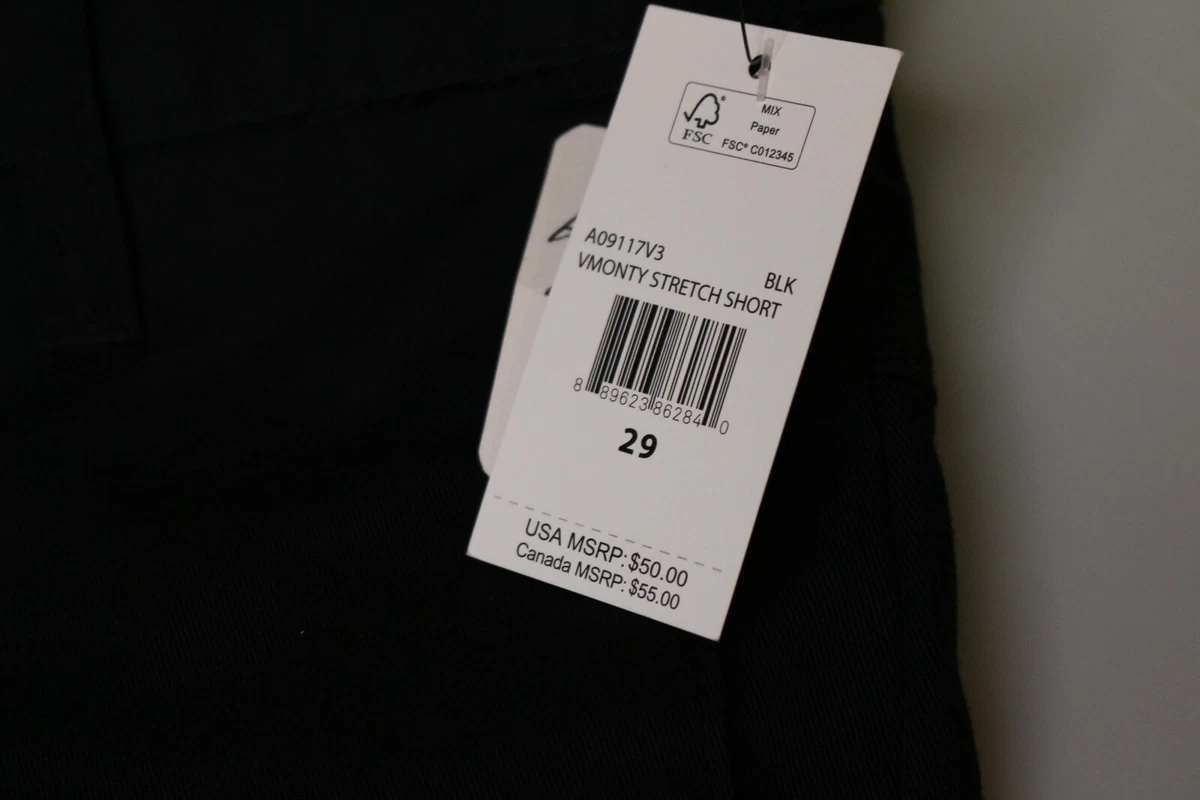 MIX
Paper
FSC® C012345
FSC
A09117V3
BLK
VMONTY STRETCH SHORT
8 89623 86284 0
29
USA MSRP: $50.00
Canada MSRP: $55.00